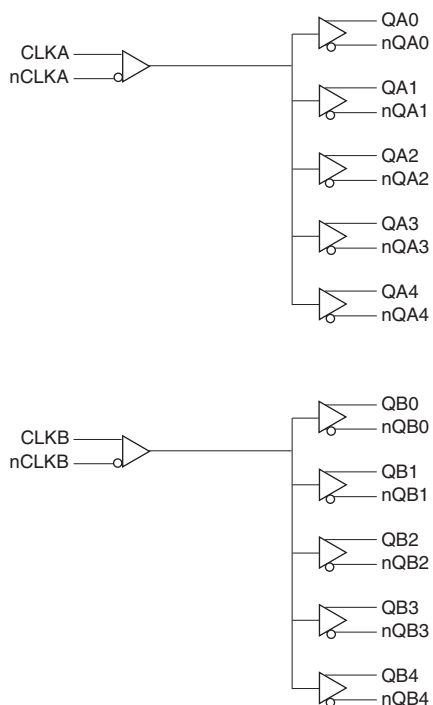 CLKA
nCLKA
QA0
nQA0
QA1
nQA1
QA2
nQA2
QA3
nQA3
QA4
nQA4
CLKB
nCLKB
QB0
nQB0
QB1
nQB1
QB2
nQB2
QB3
nQB3
QB4
nQB4